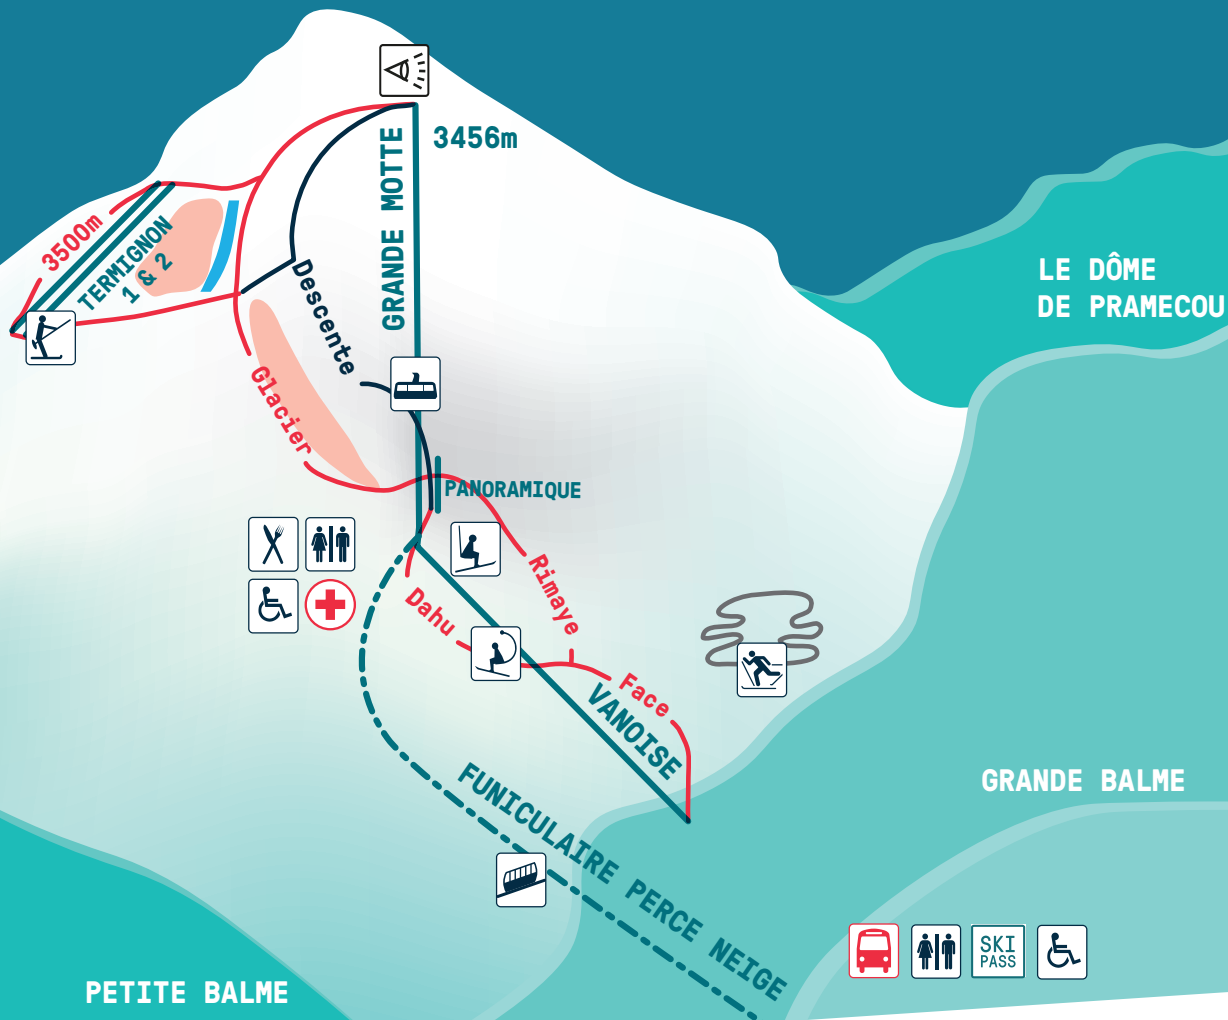 3456m
GRANDE MOTTE
3500m
TERMIGNON
1 & 2
LE DÔME
DE PRAMECOU
Descente
Glacier
PANORAMIQUE
Rimaye
Dahu
Face
VANOISE
FUNICULAIRE PERCE NEIGE
GRANDE BALME
SKI
PASS
PETITE BALME